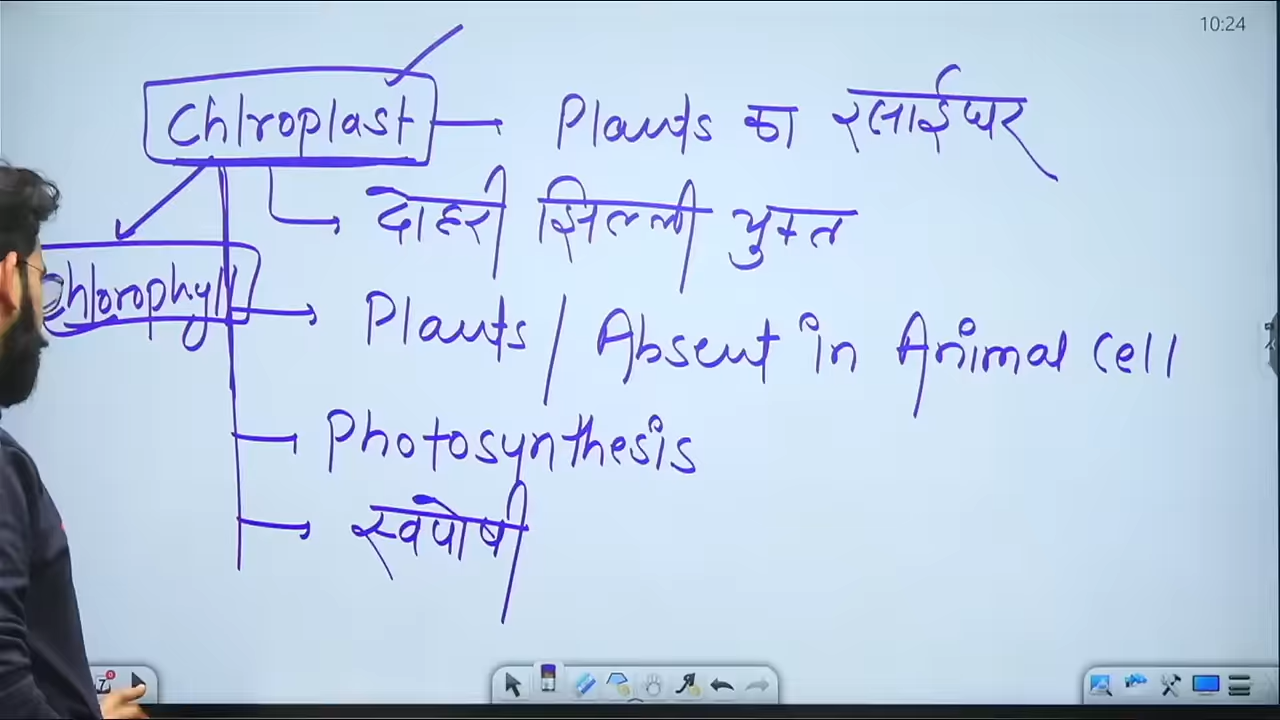 10:24
Chlroplast — Plants का रसाईघर
दोहरी झिल्ली युक्त
Chlorophyll
Plants / Absent in Animal Cell
Photosynthesis
स्वपोषी